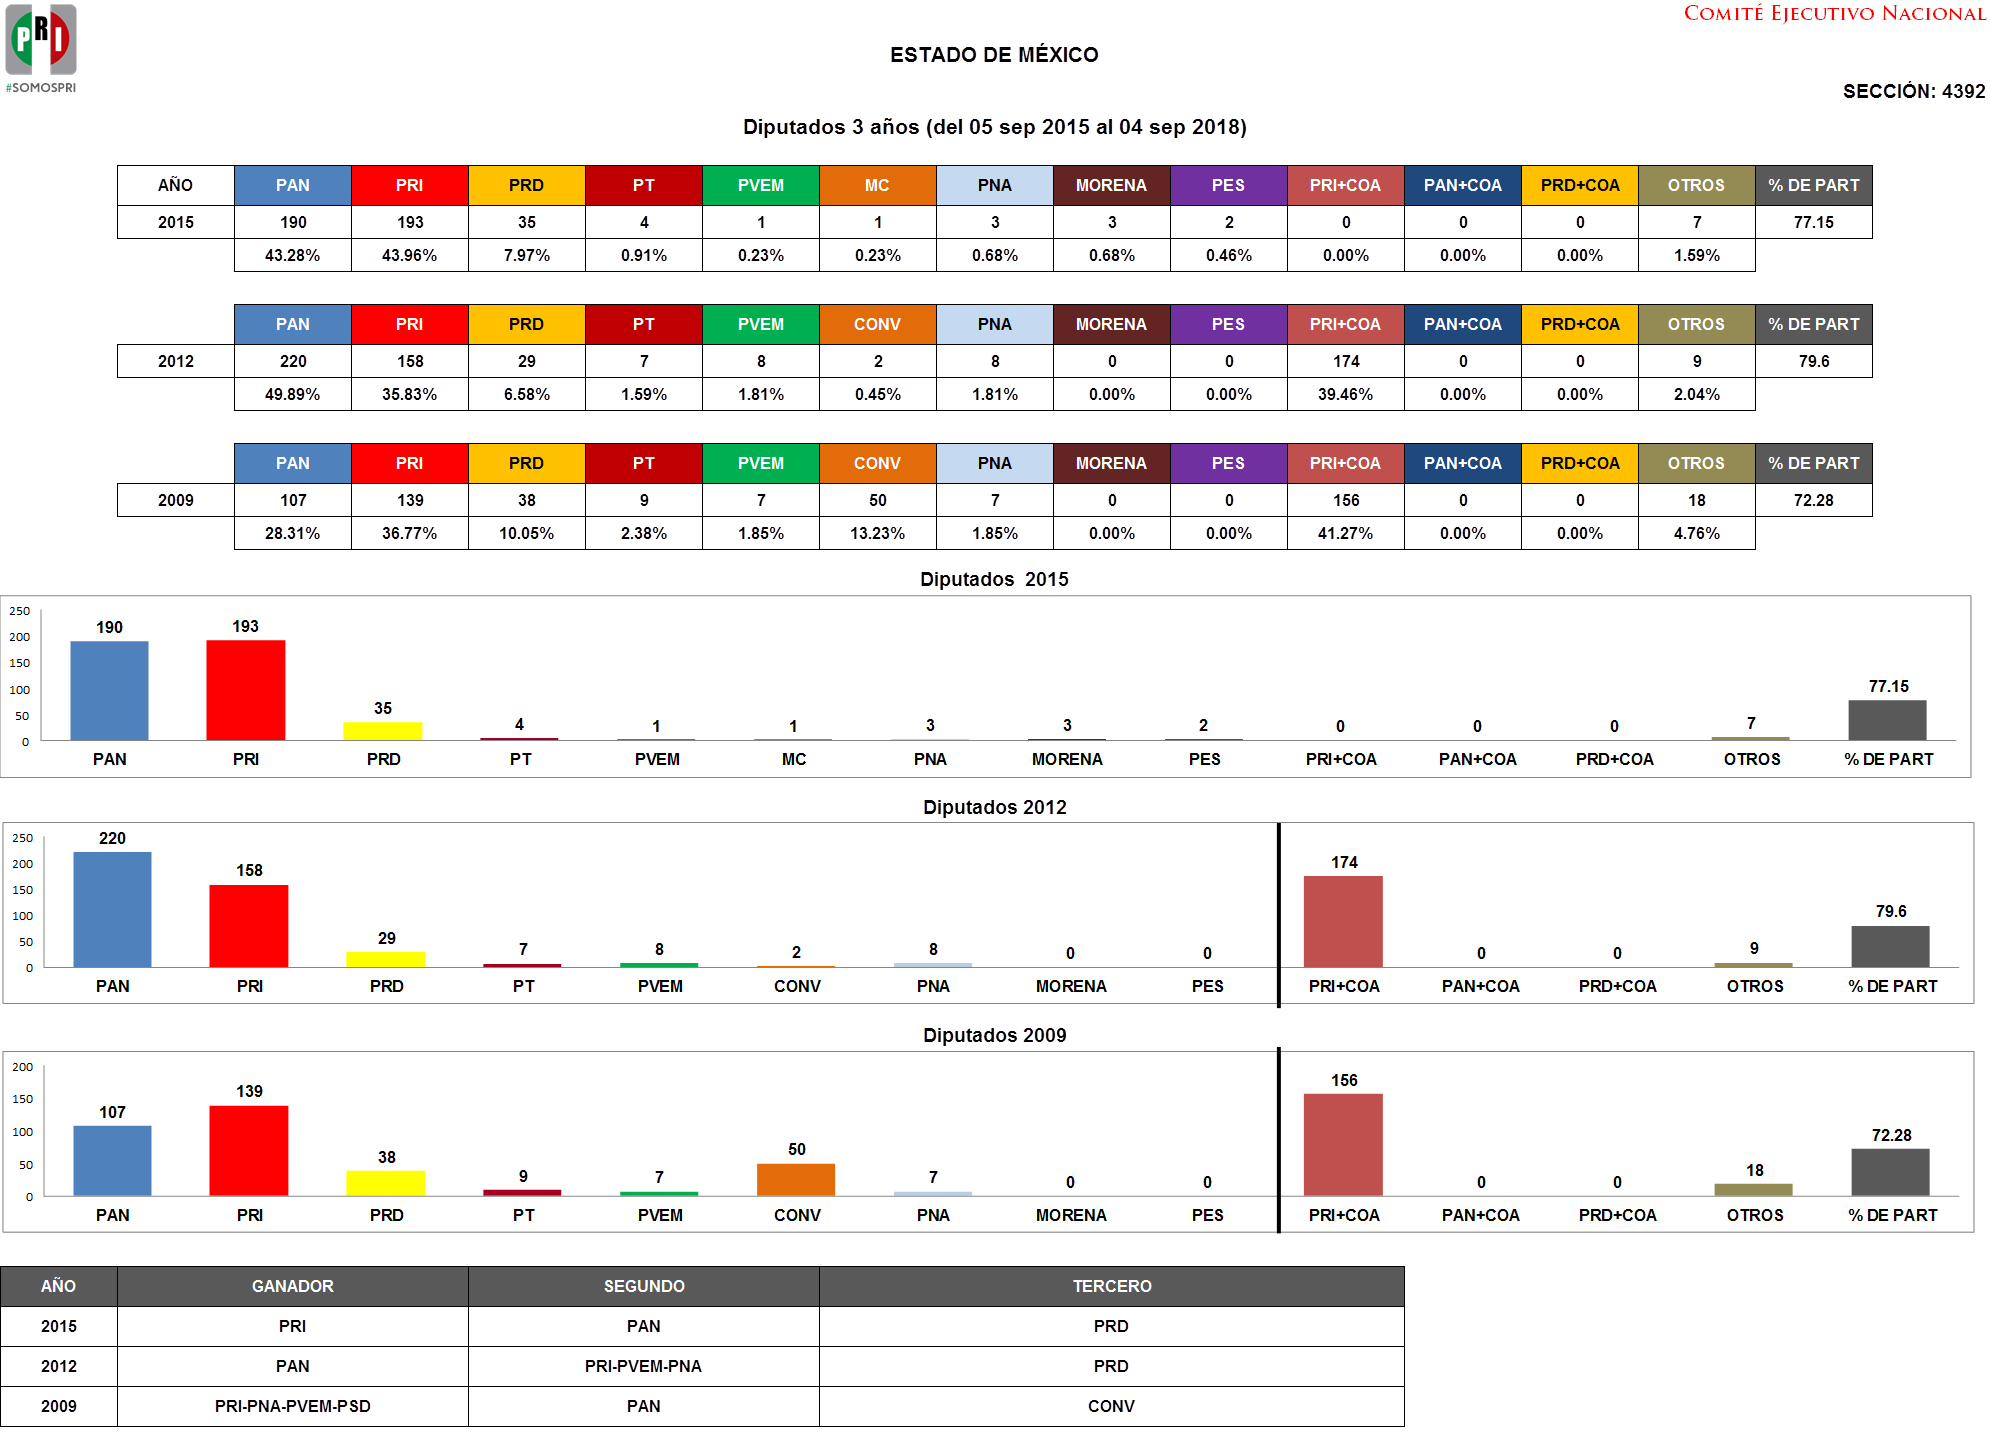 PRI
#SOMOSPRI
COMITÉ EJECUTIVO NACIONAL
ESTADO DE MÉXICO
SECCIÓN: 4392
Diputados 3 años (del 05 sep 2015 al 04 sep 2018)
AÑO PAN PRI PRD PT PVEM MC PNA MORENA PES PRI+COA PAN+COA PRD+COA OTROS % DE PART
2015 190 193 35 4 1 1 3 3 2 0 0 0 7 77.15
43.28% 43.96% 7.97% 0.91% 0.23% 0.23% 0.68% 0.68% 0.46% 0.00% 0.00% 0.00% 1.59%
PAN PRI PRD PT PVEM CONV PNA MORENA PES PRI+COA PAN+COA PRD+COA OTROS % DE PART
2012 220 158 29 7 8 2 8 0 0 174 0 0 9 79.6
49.89% 35.83% 6.58% 1.59% 1.81% 0.45% 1.81% 0.00% 0.00% 39.46% 0.00% 0.00% 2.04%
PAN PRI PRD PT PVEM CONV PNA MORENA PES PRI+COA PAN+COA PRD+COA OTROS % DE PART
2009 107 139 38 9 7 50 7 0 0 156 0 0 18 72.28
28.31% 36.77% 10.05% 2.38% 1.85% 13.23% 1.85% 0.00% 0.00% 41.27% 0.00% 0.00% 4.76%
Diputados 2015
250
200
150
100
50
0
190 193 35 4 1 1 3 3 2 0 0 0 7 77.15
PAN PRI PRD PT PVEM MC PNA MORENA PES PRI+COA PAN+COA PRD+COA OTROS % DE PART
Diputados 2012
250
200
150
100
50
0
220 158 29 7 8 2 8 0 0 174 0 0 9 79.6
PAN PRI PRD PT PVEM CONV PNA MORENA PES PRI+COA PAN+COA PRD+COA OTROS % DE PART
Diputados 2009
200
150
100
50
0
107 139 38 9 7 50 7 0 0 156 0 0 18 72.28
PAN PRI PRD PT PVEM CONV PNA MORENA PES PRI+COA PAN+COA PRD+COA OTROS % DE PART
AÑO GANADOR SEGUNDO TERCERO
2015 PRI PAN PRD
2012 PAN PRI-PVEM-PNA PRD
2009 PRI-PNA-PVEM-PSD PAN CONV